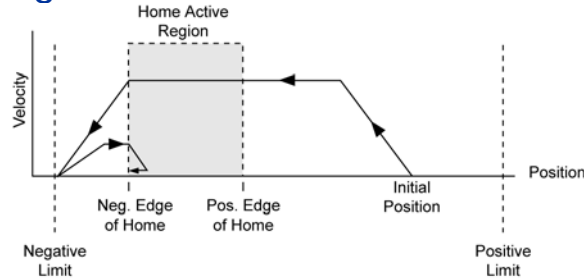 Home Active
Region
Velocity
Position
Neg. Edge
of Home
Pos. Edge
of Home
Initial
Position
Negative
Limit
Positive
Limit